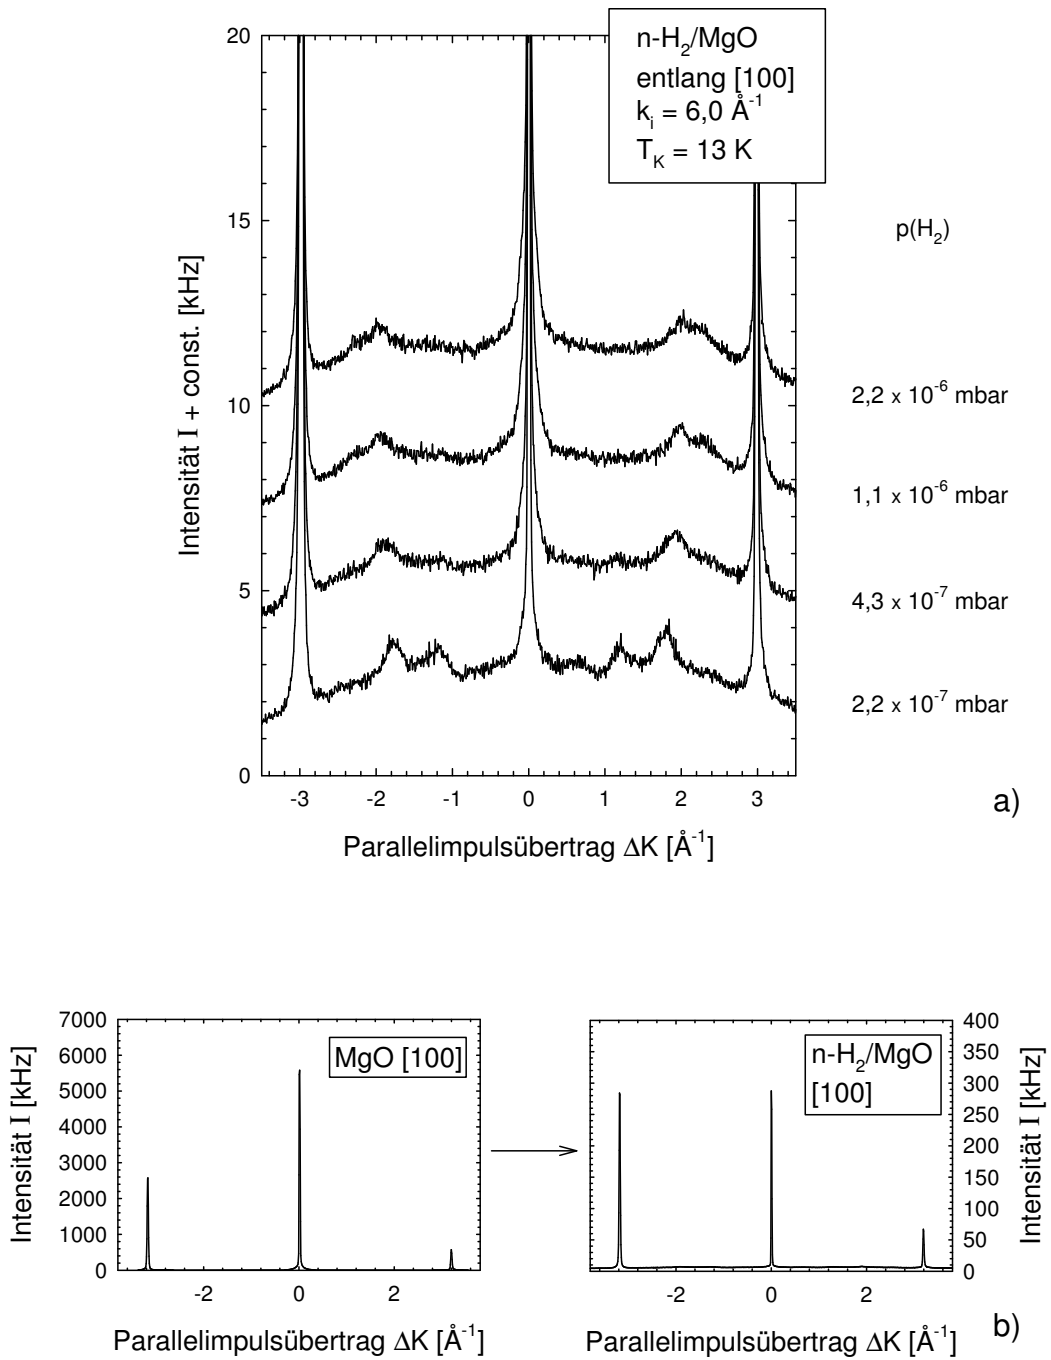 n-H₂/MgO
entlang [100]
kᵢ = 6,0 Å⁻¹
T_K = 13 K
20
15
10
5
0
Intensität I + const. [kHz]
p(H₂)
2,2 x 10⁻⁶ mbar
1,1 x 10⁻⁶ mbar
4,3 x 10⁻⁷ mbar
2,2 x 10⁻⁷ mbar
-3 -2 -1 0 1 2 3
a)
Parallelimpulsübertrag ΔK [Å⁻¹]
7000
6000
5000
4000
3000
2000
1000
0
Intensität I [kHz]
MgO [100]
-2 0 2
Parallelimpulsübertrag ΔK [Å⁻¹]
n-H₂/MgO
[100]
400
350
300
250
200
150
100
50
0
Intensität I [kHz]
-2 0 2
Parallelimpulsübertrag ΔK [Å⁻¹]
b)